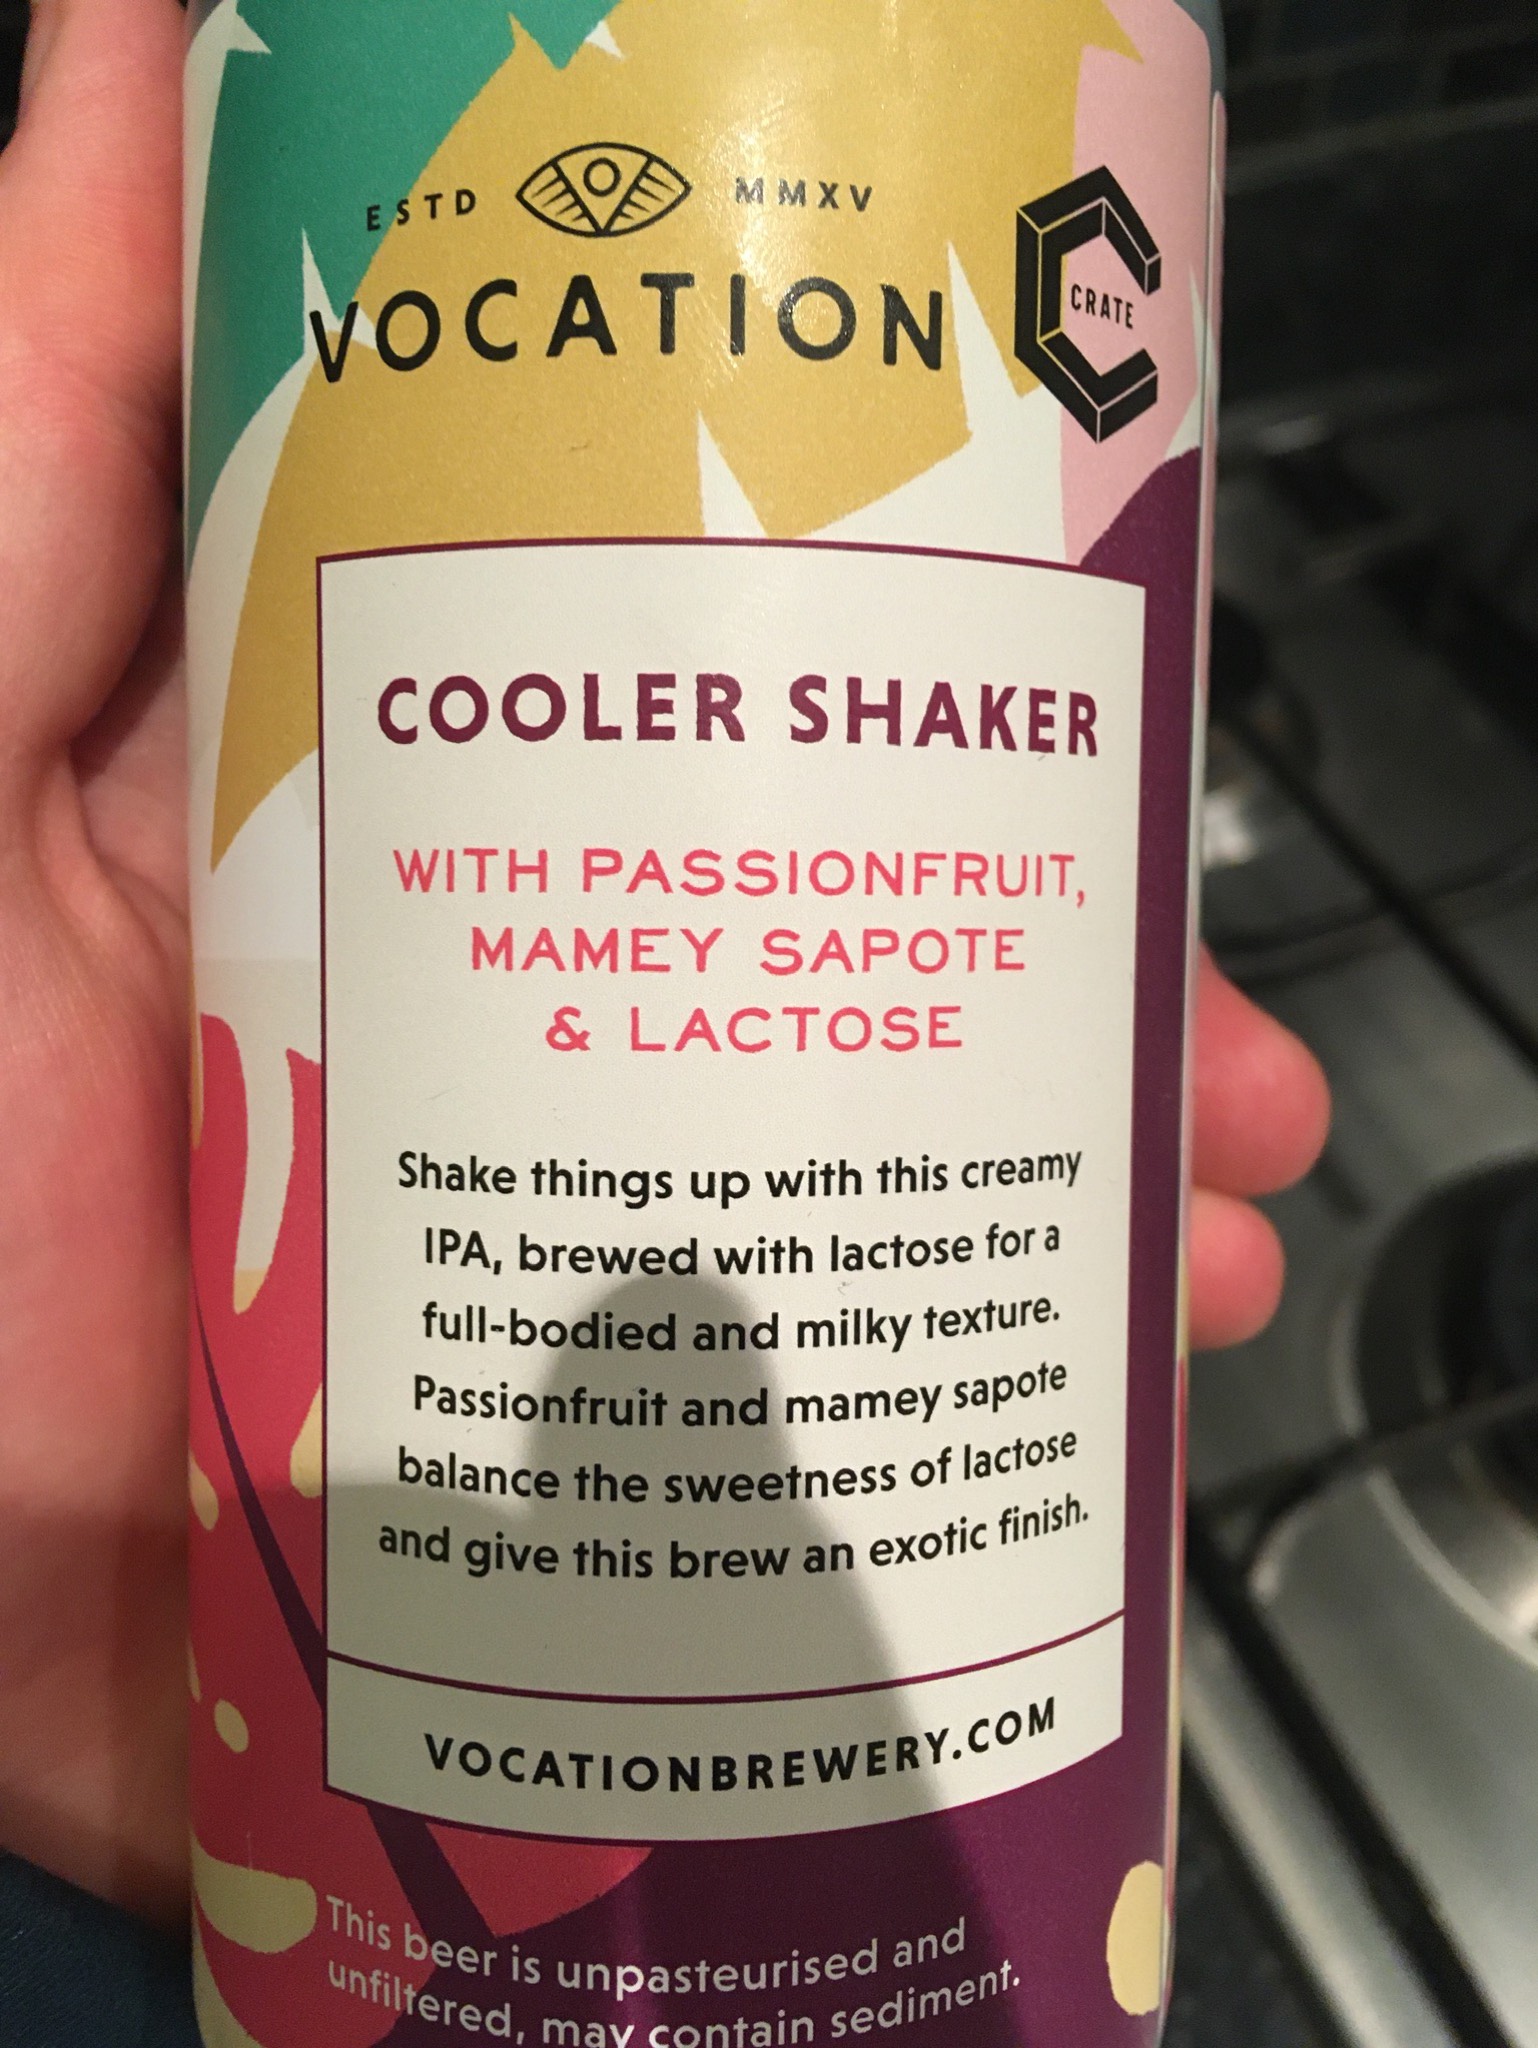 ESTD MMXV
VOCATION
CRATE
COOLER SHAKER
WITH PASSIONFRUIT,
MAMEY SAPOTE
& LACTOSE
Shake things up with this creamy
IPA, brewed with lactose for a
full-bodied and milky texture.
Passionfruit and mamey sapote
balance the sweetness of lactose
and give this brew an exotic finish.
VOCATIONBREWERY.COM
This beer is unpasteurised and
unfiltered, may contain sediment.